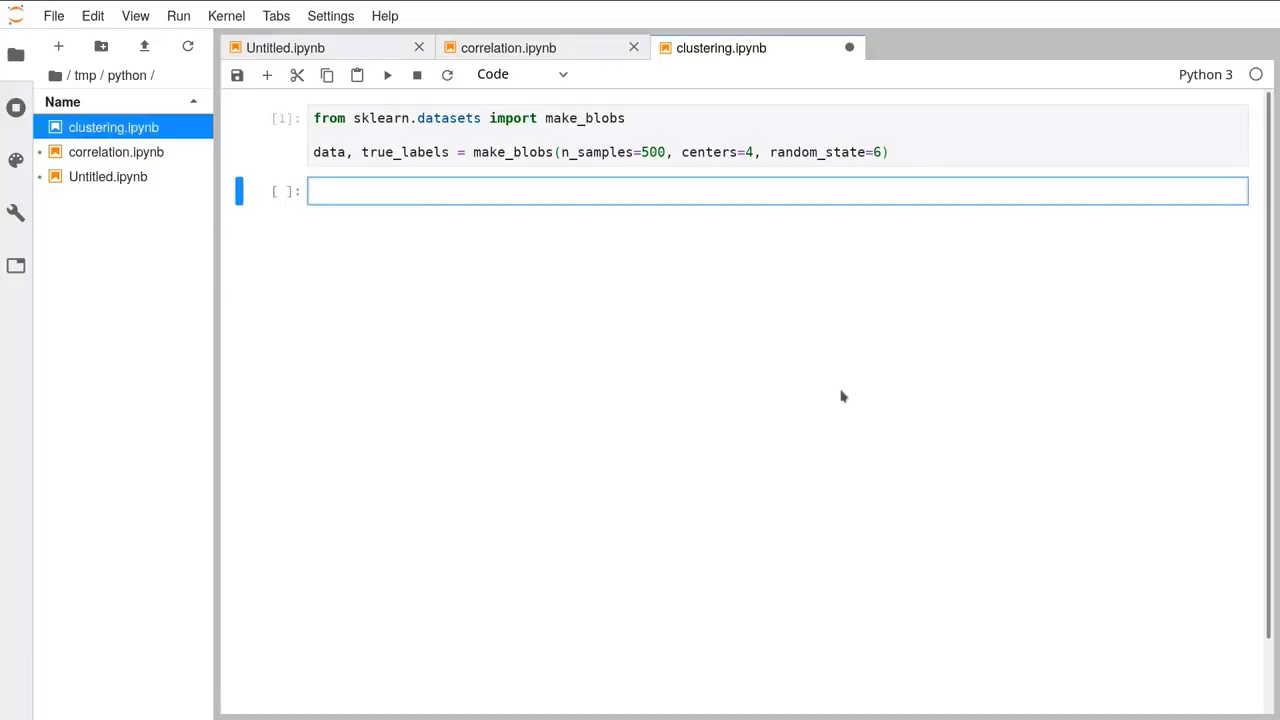 File Edit View Run Kernel Tabs Settings Help
Untitled.ipynb correlation.ipynb clustering.ipynb
/ tmp / python /
Code Python 3
Name
clustering.ipynb
correlation.ipynb
Untitled.ipynb
[1]: from sklearn.datasets import make_blobs
data, true_labels = make_blobs(n_samples=500, centers=4, random_state=6)
[ ]: